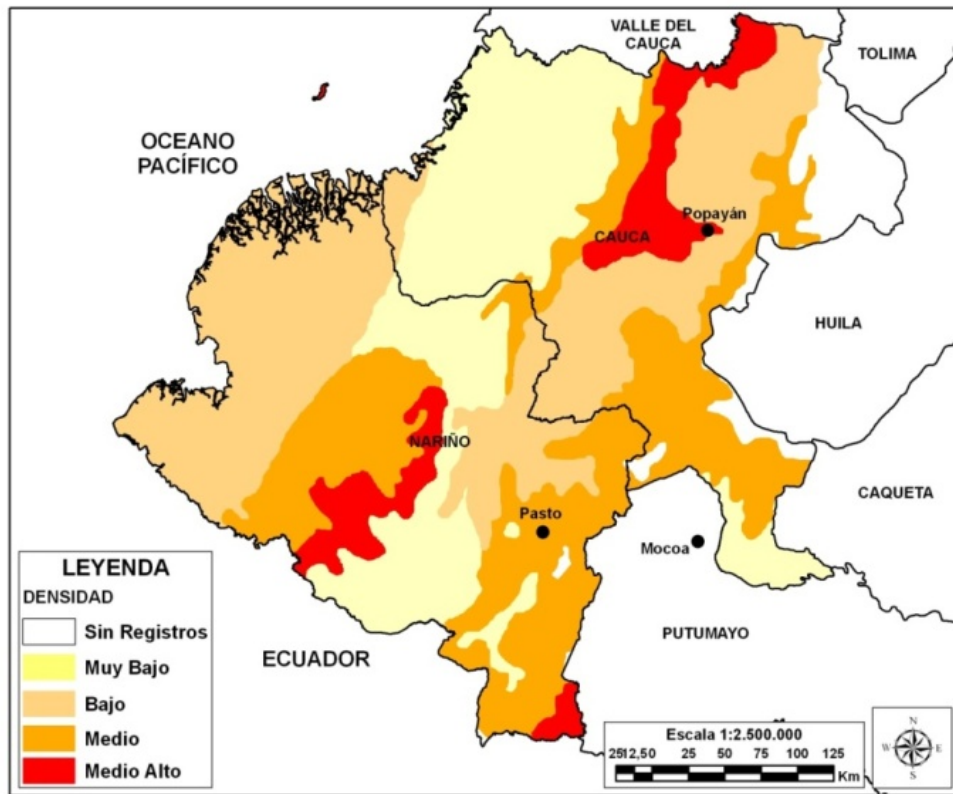 VALLE DEL
CAUCA
TOLIMA
OCEANO
PACÍFICO
Popayán
CAUCA
HUILA
NARIÑO
CAQUETA
Pasto
Mocoa
ECUADOR
PUTUMAYO
LEYENDA
DENSIDAD
Sin Registros
Muy Bajo
Bajo
Medio
Medio Alto
Escala 1:2.500.000
25 12,50 25 50 75 100 125
Km
N
W E
S